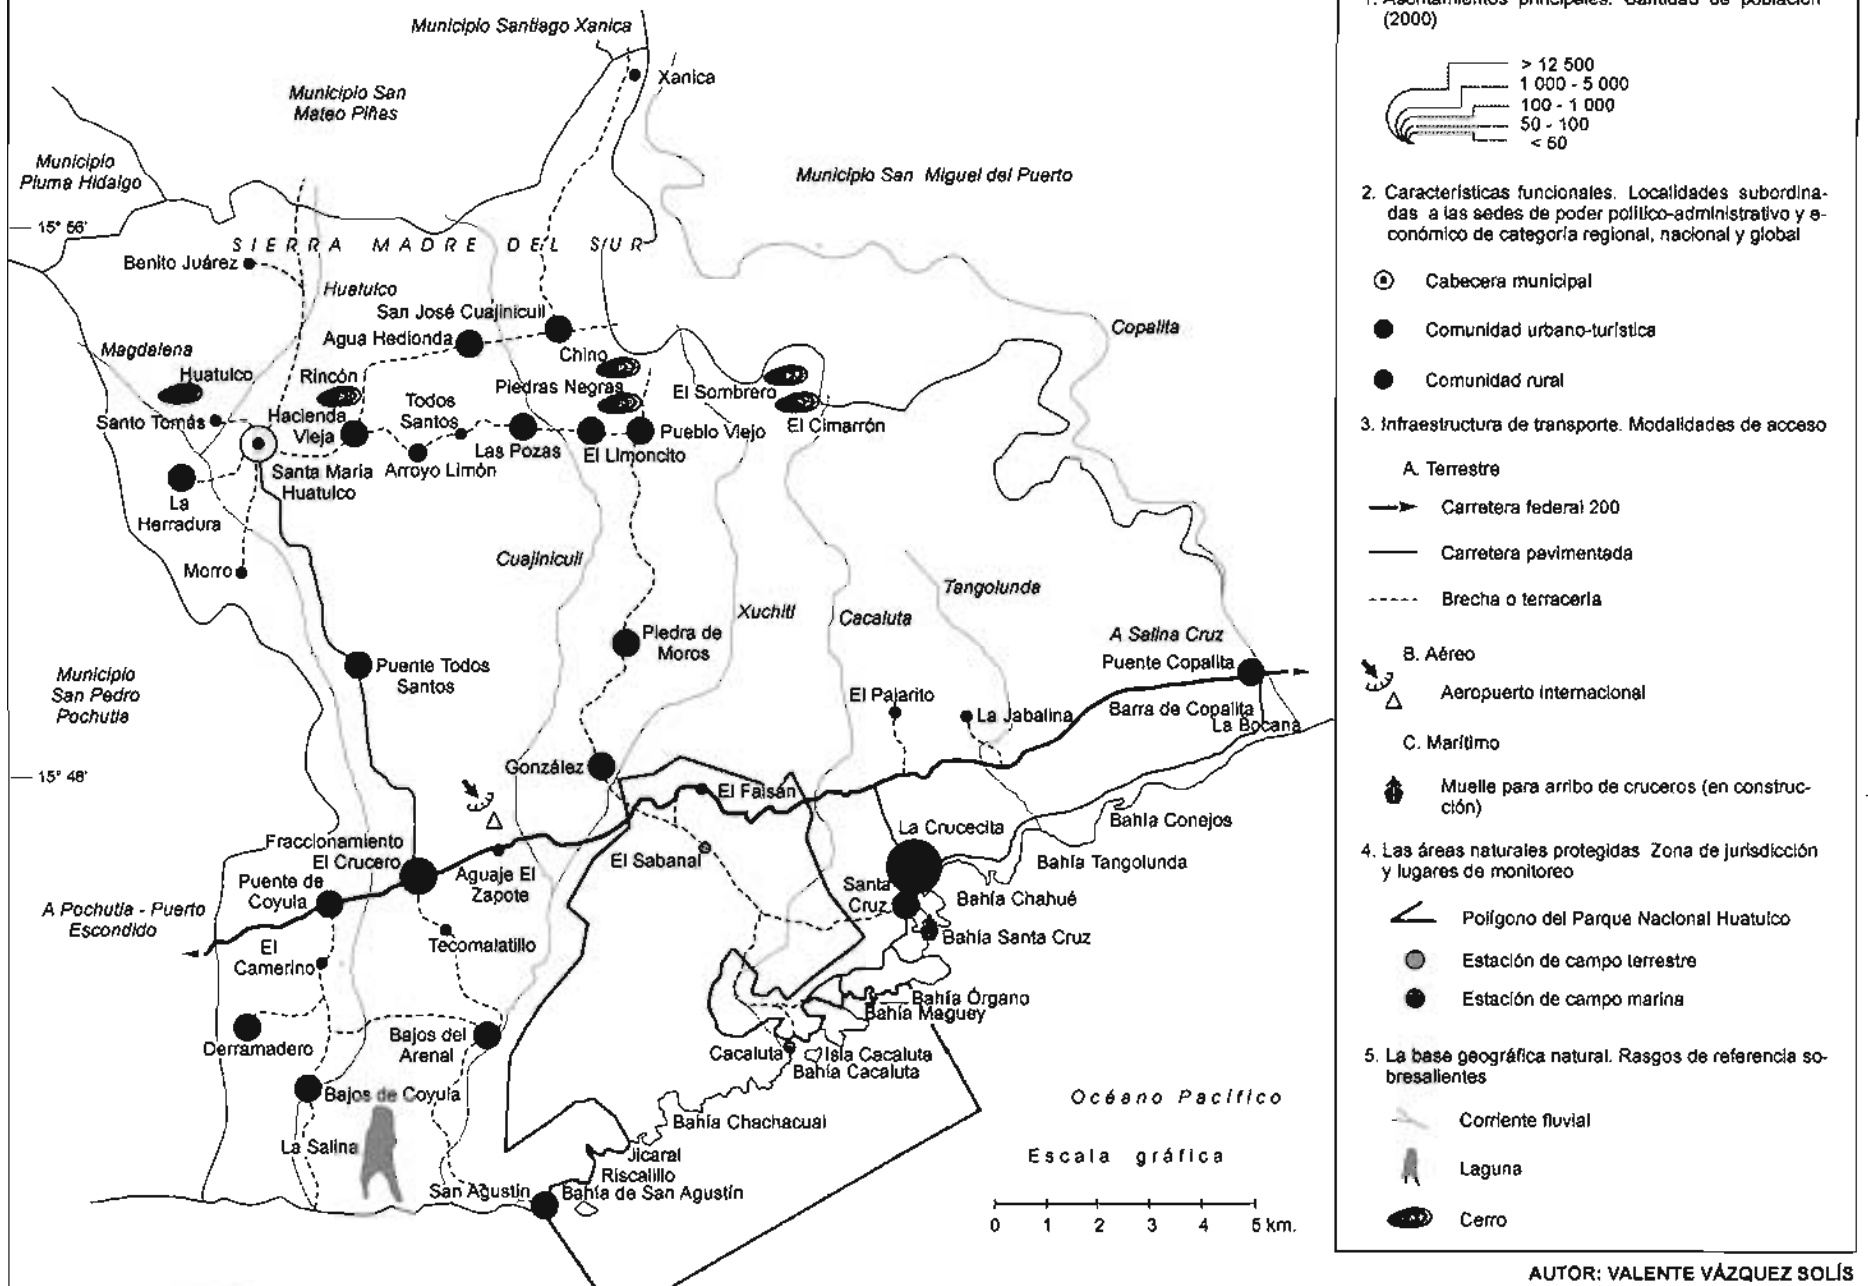 Municipio Santiago Xanica
Xanica
Municipio San
Mateo Piñas
Municipio
Pluma Hidalgo
Municipio San Miguel del Puerto
15° 56'
SIERRA MADRE DEL SUR
Benito Juárez
Huatulco
San José Cuajinicuil
Agua Hedionda
Copalita
Magdalena
Huatulco
Rincón
Chino
Piedras Negras
El Sombrero
El Cimarrón
Santo Tomás
Hacienda
Vieja
Todos
Santos
Las Pozas
El Limoncito
Pueblo Viejo
Santa María
Huatulco
Arroyo Limón
La
Herradura
Morro
Cuajinicuil
Xuchitl
Cacaluta
Tangolunda
Piedra de
Moros
Municipio
San Pedro
Pochutla
Puente Todos
Santos
A Salina Cruz
Puente Copalita
El Pajarito
La Jabalina
Barra de Copalita
La Bocana
15° 48'
González
El Faisán
Fraccionamiento
El Crucero
Aguaje El
Zapote
El Sabanal
La Crucecita
Bahía Conejos
Bahía Tangolunda
Puente de
Coyula
Santa
Cruz
Bahía Chahué
A Pochutla - Puerto
Escondido
El
Camerino
Tecomalatillo
Bahía Santa Cruz
Bahía Órgano
Bahía Maguey
Derramadero
Bajos del
Arenal
Cacaluta
Isla Cacaluta
Bahía Cacaluta
Bajos de Coyula
La Salina
Bahía Chachacual
Jicaral
Riscalillo
San Agustín
Bahía de San Agustín
Océano Pacífico
Escala gráfica
0 1 2 3 4 5 km.
1. Asentamientos principales. Cantidad de población
(2000)
> 12 500
1 000 - 5 000
100 - 1 000
50 - 100
< 50
2. Características funcionales. Localidades subordina-
das a las sedes de poder político-administrativo y e-
conómico de categoría regional, nacional y global
Cabecera municipal
Comunidad urbano-turística
Comunidad rural
3. Infraestructura de transporte. Modalidades de acceso
A. Terrestre
Carretera federal 200
Carretera pavimentada
Brecha o terracería
B. Aéreo
Aeropuerto internacional
C. Marítimo
Muelle para arribo de cruceros (en construc-
ción)
4. Las áreas naturales protegidas Zona de jurisdicción
y lugares de monitoreo
Polígono del Parque Nacional Huatulco
Estación de campo terrestre
Estación de campo marina
5. La base geográfica natural. Rasgos de referencia so-
bresalientes
Corriente fluvial
Laguna
Cerro
AUTOR: VALENTE VÁZQUEZ SOLÍS